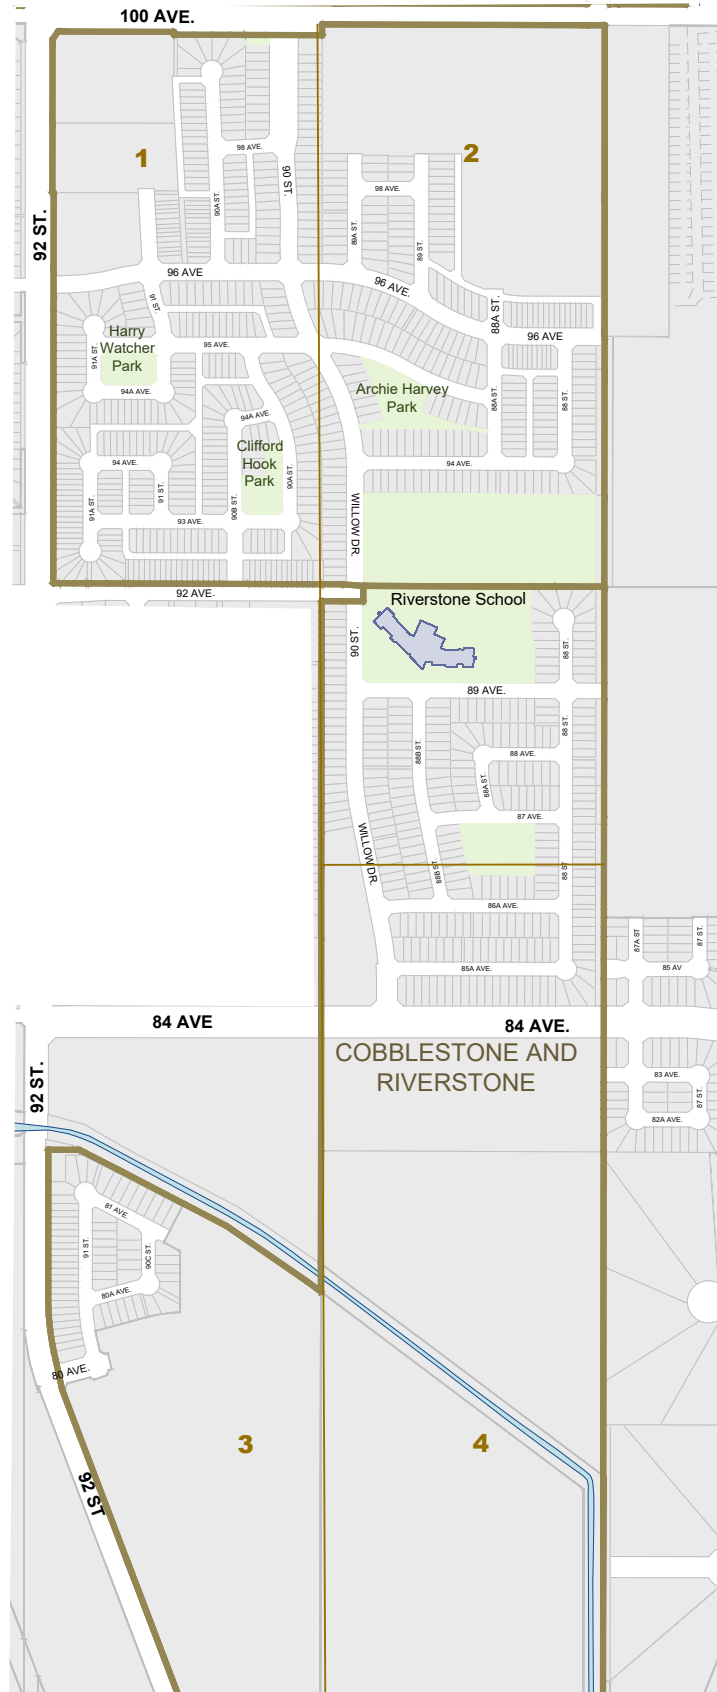 100 AVE.
92 ST.
1
2
98 AVE.
90 ST.
90A ST.
98 AVE.
89A ST.
89 ST.
96 AVE
96 AVE.
91 ST.
88A ST.
96 AVE
Harry
Watcher
Park
95 AVE.
91A ST.
94A AVE.
Archie Harvey
Park
88A ST.
88 ST.
94A AVE.
Clifford
Hook
Park
94 AVE.
94 AVE.
91A ST.
91 ST.
90B ST.
90A ST.
WILLOW DR.
93 AVE.
92 AVE.
Riverstone School
90 ST.
88 ST.
89 AVE.
88B ST.
88 ST.
88 AVE.
88A ST.
87 AVE.
WILLOW DR.
88B ST.
88 ST
86A AVE.
87A ST
87 ST.
85A AVE.
85 AV
84 AVE
84 AVE.
COBBLESTONE AND
RIVERSTONE
92 ST.
83 AVE.
87 ST.
82A AVE.
81 AVE.
91 ST.
90C ST.
80A AVE.
80 AVE.
3
4
92 ST